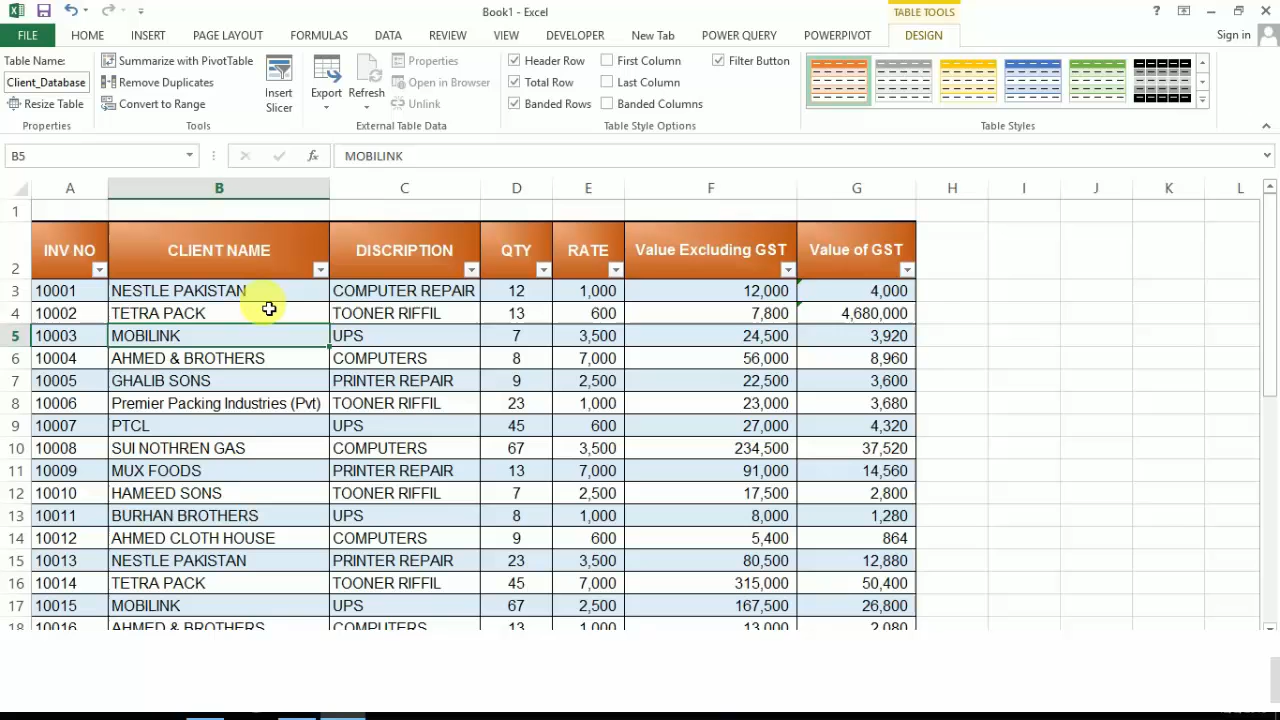 Book1 - Excel
TABLE TOOLS
?
FILE HOME INSERT PAGE LAYOUT FORMULAS DATA REVIEW VIEW DEVELOPER New Tab POWER QUERY POWERPIVOT DESIGN Sign in
Table Name:
Client_Database
Resize Table
Properties
Summarize with PivotTable
Remove Duplicates
Convert to Range
Tools
Insert
Slicer
Export
Refresh
Properties
Open in Browser
Unlink
External Table Data
Header Row
Total Row
Banded Rows
First Column
Last Column
Banded Columns
Filter Button
Table Style Options
Table Styles
B5 fx MOBILINK
A B C D E F G H I J K L
1
2 INV NO CLIENT NAME DISCRIPTION QTY RATE Value Excluding GST Value of GST
3 10001 NESTLE PAKISTAN COMPUTER REPAIR 12 1,000 12,000 4,000
4 10002 TETRA PACK TOONER RIFFIL 13 600 7,800 4,680,000
5 10003 MOBILINK UPS 7 3,500 24,500 3,920
6 10004 AHMED & BROTHERS COMPUTERS 8 7,000 56,000 8,960
7 10005 GHALIB SONS PRINTER REPAIR 9 2,500 22,500 3,600
8 10006 Premier Packing Industries (Pvt) TOONER RIFFIL 23 1,000 23,000 3,680
9 10007 PTCL UPS 45 600 27,000 4,320
10 10008 SUI NOTHREN GAS COMPUTERS 67 3,500 234,500 37,520
11 10009 MUX FOODS PRINTER REPAIR 13 7,000 91,000 14,560
12 10010 HAMEED SONS TOONER RIFFIL 7 2,500 17,500 2,800
13 10011 BURHAN BROTHERS UPS 8 1,000 8,000 1,280
14 10012 AHMED CLOTH HOUSE COMPUTERS 9 600 5,400 864
15 10013 NESTLE PAKISTAN PRINTER REPAIR 23 3,500 80,500 12,880
16 10014 TETRA PACK TOONER RIFFIL 45 7,000 315,000 50,400
17 10015 MOBILINK UPS 67 2,500 167,500 26,800
18 10016 AHMED & BROTHERS COMPUTERS 13 1,000 13,000 2,080